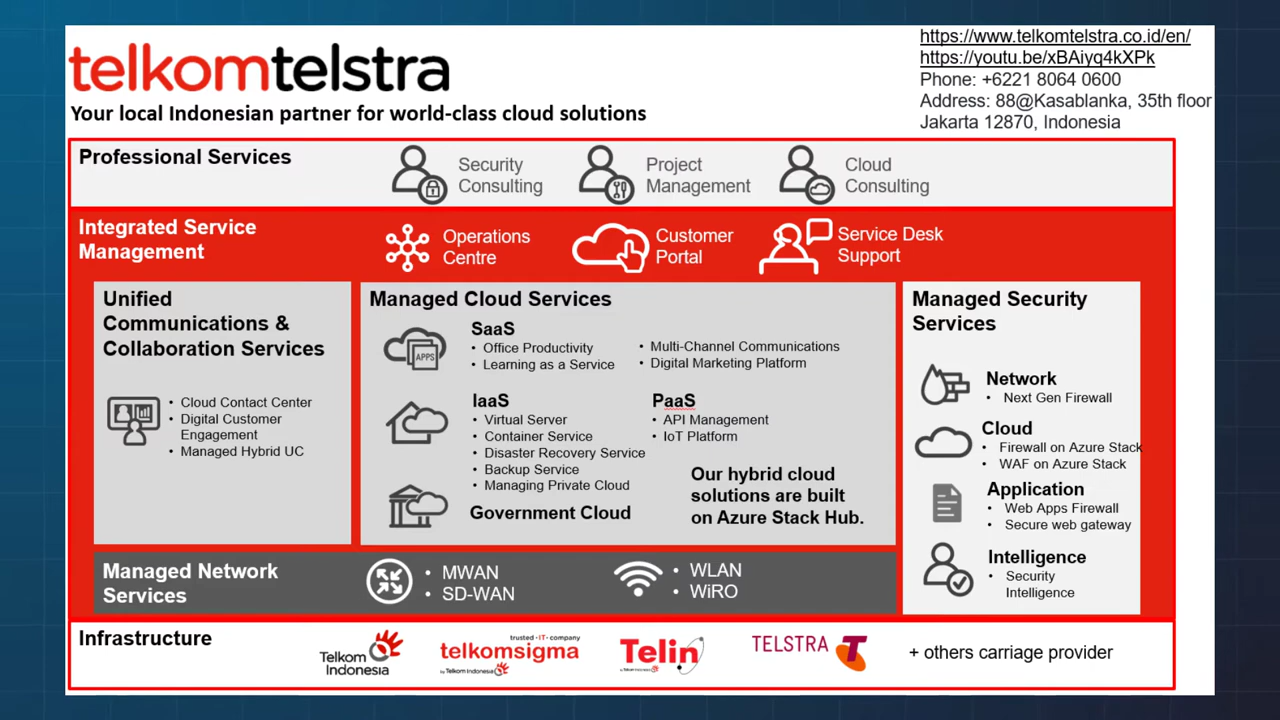 telkomtelstra
Your local Indonesian partner for world-class cloud solutions
https://www.telkomtelstra.co.id/en/
https://youtu.be/xBAiyq4kXPk
Phone: +6221 8064 0600
Address: 88@Kasablanka, 35th floor
Jakarta 12870, Indonesia
Professional Services
Security
Consulting
Project
Management
Cloud
Consulting
Integrated Service
Management
Operations
Centre
Customer
Portal
Service Desk
Support
Unified
Communications &
Collaboration Services
• Cloud Contact Center
• Digital Customer
Engagement
• Managed Hybrid UC
Managed Cloud Services
APPS
SaaS
• Office Productivity
• Learning as a Service
• Multi-Channel Communications
• Digital Marketing Platform
IaaS
• Virtual Server
• Container Service
• Disaster Recovery Service
• Backup Service
• Managing Private Cloud
PaaS
• API Management
• IoT Platform
Our hybrid cloud
solutions are built
on Azure Stack Hub.
Government Cloud
Managed Security
Services
Network
• Next Gen Firewall
Cloud
• Firewall on Azure Stack
• WAF on Azure Stack
Application
• Web Apps Firewall
• Secure web gateway
Intelligence
• Security
Intelligence
Managed Network
Services
• MWAN
• SD-WAN
• WLAN
• WiRO
Infrastructure
Telkom
Indonesia
trusted·IT·company
telkomsigma
by Telkom Indonesia
Telin
TELSTRA
+ others carriage provider